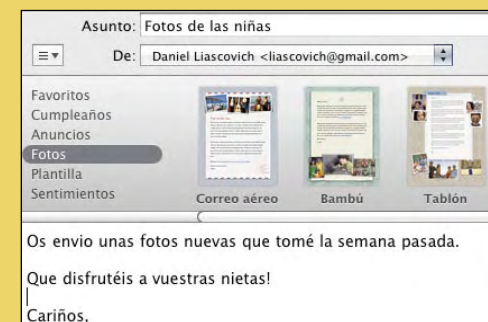 Asunto: Fotos de las niñas
De: Daniel Liascovich <liascovich@gmail.com>
Favoritos
Cumpleaños
Anuncios
Fotos
Plantilla
Sentimientos
Correo aéreo Bambú Tablón
Os envio unas fotos nuevas que tomé la semana pasada.
Que disfrutéis a vuestras nietas!
Cariños,